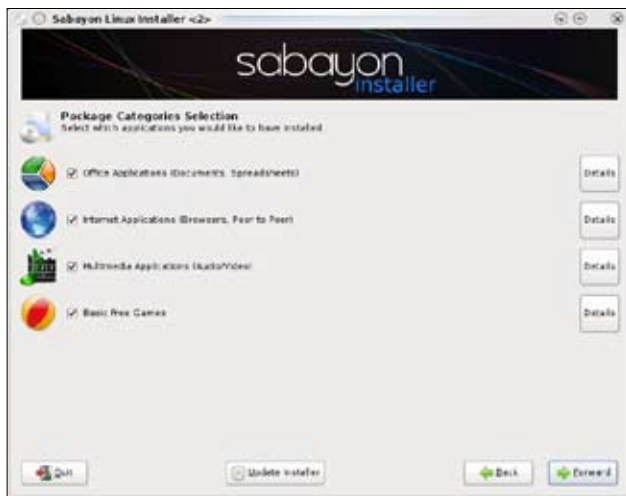 Sabayon Linux Installer <2>
sabayon
installer
Package Categories Selection
Select which applications you would like to have installed.
Office Applications (Documents, Spreadsheets)
Details
Internet Applications (Browsers, Peer to Peer)
Details
Multimedia Applications (Audio/Video)
Details
Basic Free Games
Details
Quit
Update Installer
Back
Forward